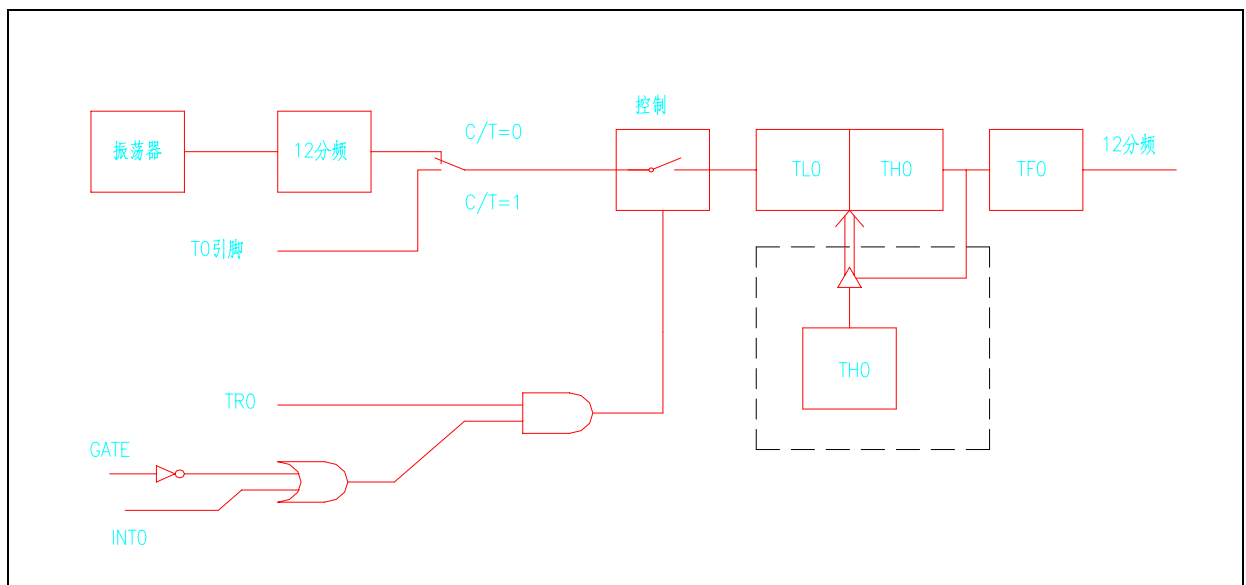 控制
C/T=0
振荡器
12分频
TL0
TH0
TF0
12分频
C/T=1
T0引脚
TH0
TR0
GATE
INT0